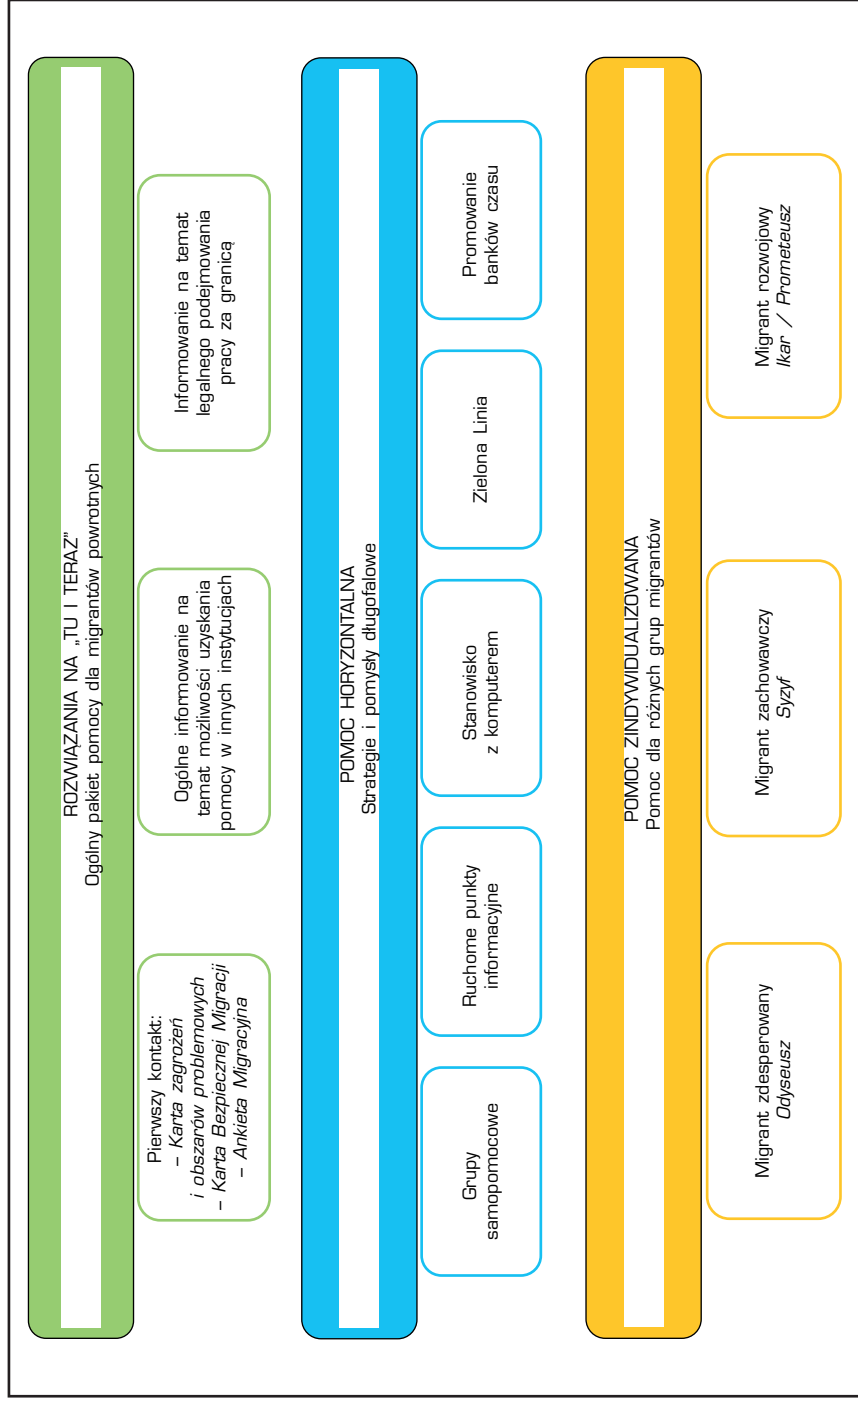 ROZWIĄZANIA NA „TU I TERAZ”
Ogólny pakiet pomocy dla migrantów powrotnych
Pierwszy kontakt:
– Karta zagrożeń
i obszarów problemowych
– Karta Bezpiecznej Migracji
– Ankieta Migracyjna
Ogólne informowanie na
temat możliwości uzyskania
pomocy w innych instytucjach
Informowanie na temat
legalnego podejmowania
pracy za granicą
POMOC HORYZONTALNA
Strategie i pomysły długofalowe
Grupy
samopomocowe
Ruchome punkty
informacyjne
Stanowisko
z komputerem
Zielona Linia
Promowanie
banków czasu
POMOC ZINDYWIDUALIZOWANA
Pomoc dla różnych grup migrantów
Migrant zdesperowany
Odyseusz
Migrant zachowawczy
Syzyf
Migrant rozwojowy
Ikar / Prometeusz